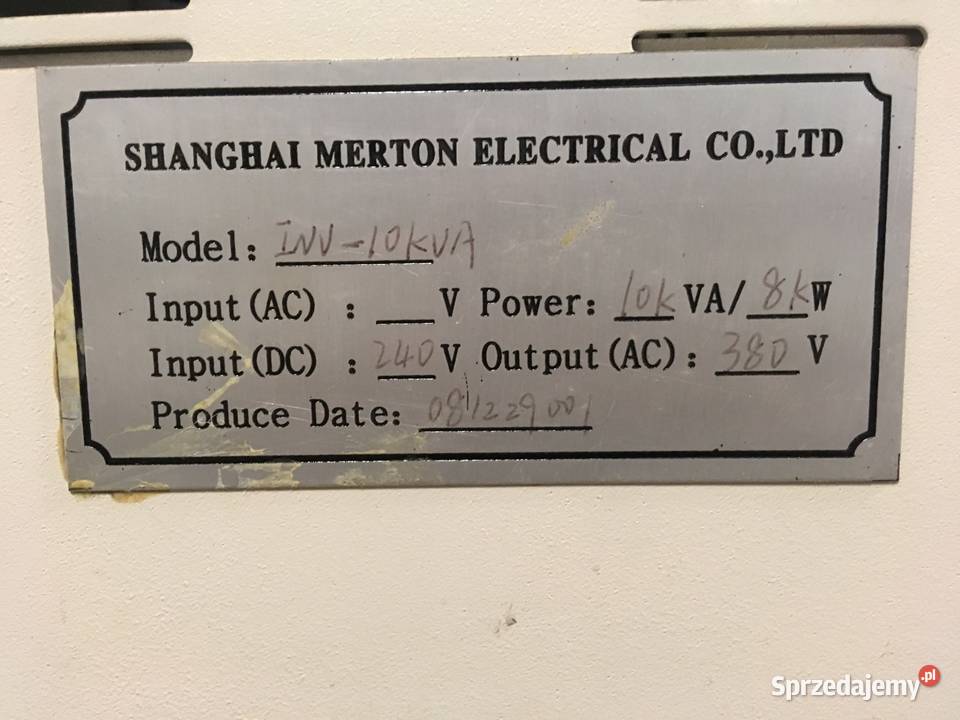 SHANGHAI MERTON ELECTRICAL CO.,LTD
Model: INV-10KVA
Input(AC) : ___ V Power: 10k VA/ 8k W
Input(DC) : 240 V Output(AC): 380 V
Produce Date: 081229001
Sprzedajemy.pl